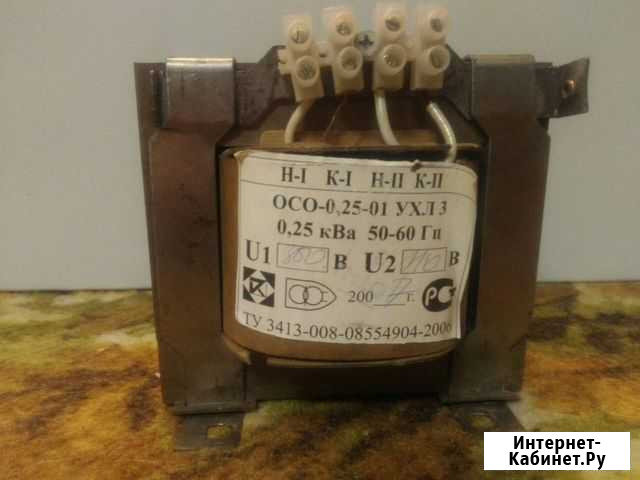 Н-I К-I Н-II К-II
ОСО-0,25-01 УХЛ 3
0,25 кВа 50-60 Гц
U1 В U2 110 В
200 г.
ТУ 3413-008-08554904-2006
Интернет-
Кабинет.Ру